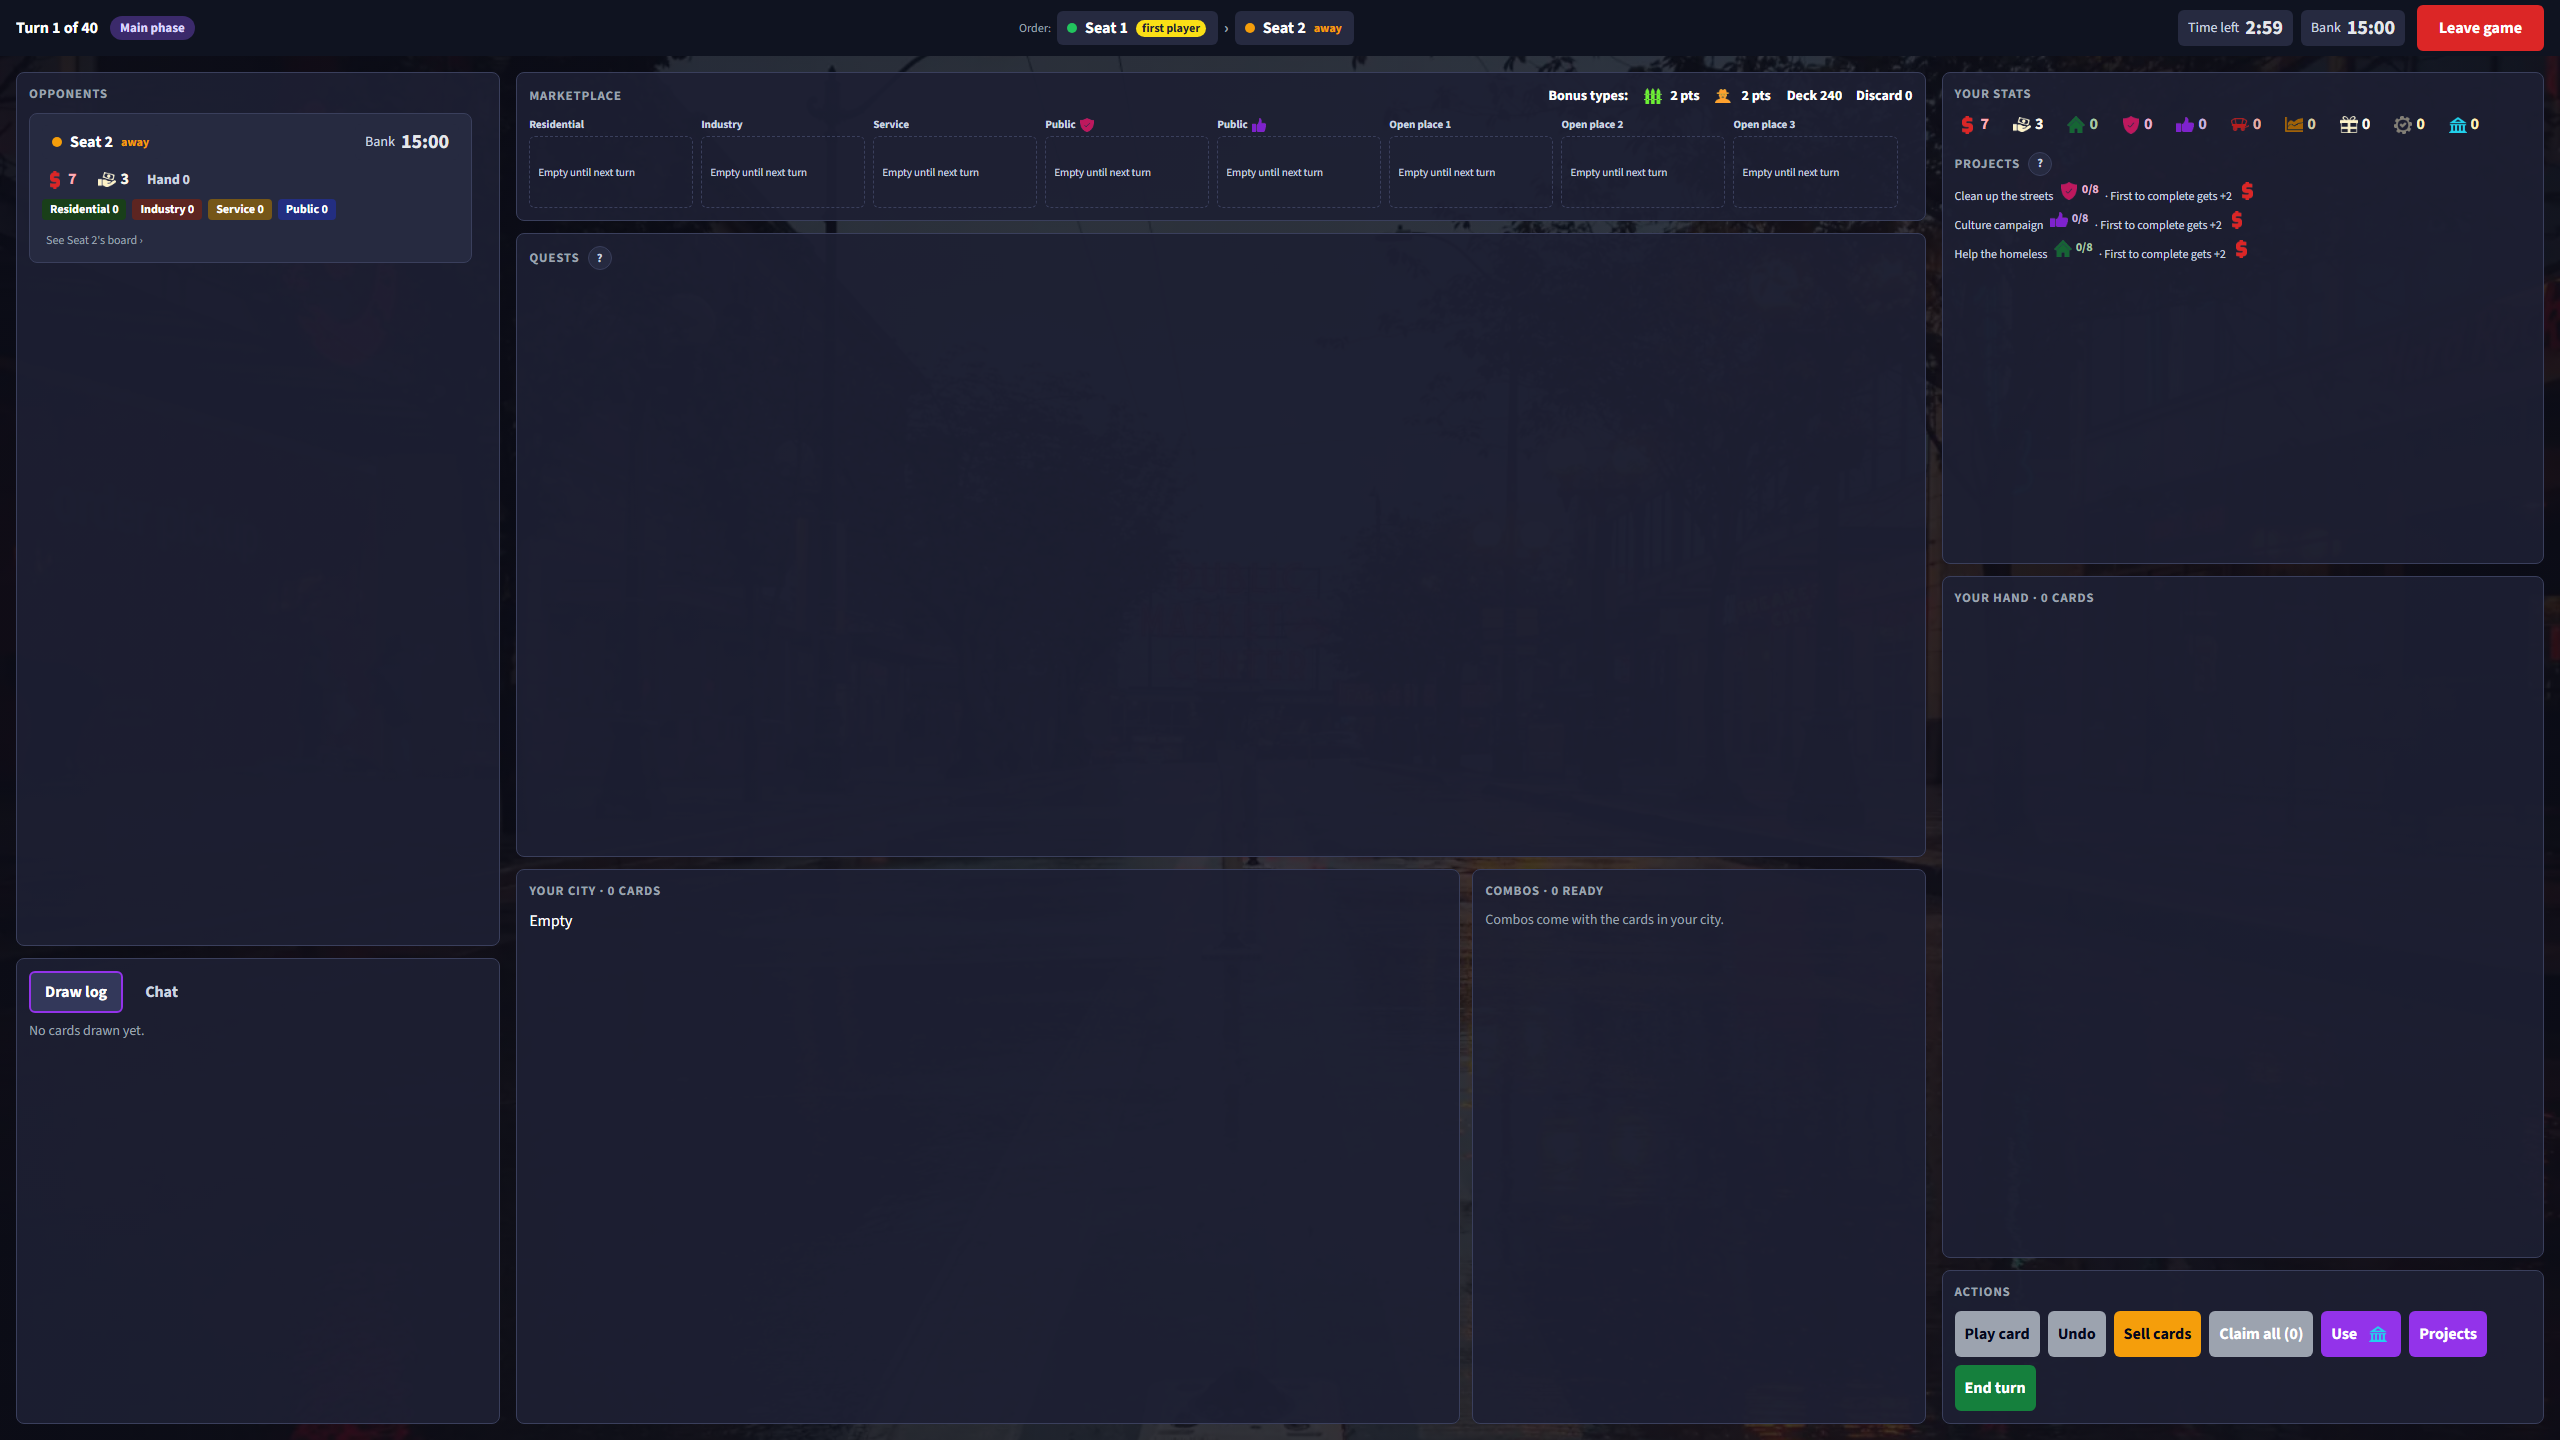 Turn 1 of 40 Main phase
Order: Seat 1 first player › Seat 2 away
Time left 2:59 Bank 15:00 Leave game
OPPONENTS
Seat 2 away Bank 15:00
7 3 Hand 0
Residential 0 Industry 0 Service 0 Public 0
See Seat 2's board ›
Draw log Chat
No cards drawn yet.
MARKETPLACE
Bonus types: 2 pts 2 pts Deck 240 Discard 0
Residential Industry Service Public Public Open place 1 Open place 2 Open place 3
Empty until next turn Empty until next turn Empty until next turn Empty until next turn Empty until next turn Empty until next turn Empty until next turn Empty until next turn
QUESTS ?
YOUR CITY · 0 CARDS
Empty
COMBOS · 0 READY
Combos come with the cards in your city.
YOUR STATS
7 3 0 0 0 0 0 0 0 0
PROJECTS ?
Clean up the streets 0/8 · First to complete gets +2
Culture campaign 0/8 · First to complete gets +2
Help the homeless 0/8 · First to complete gets +2
YOUR HAND · 0 CARDS
ACTIONS
Play card Undo Sell cards Claim all (0) Use Projects
End turn